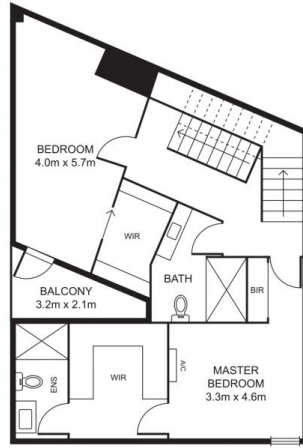 BEDROOM
4.0m x 5.7m
WIR
BATH
BALCONY
3.2m x 2.1m
BIR
ENS
WIR
AC
MASTER
BEDROOM
3.3m x 4.6m